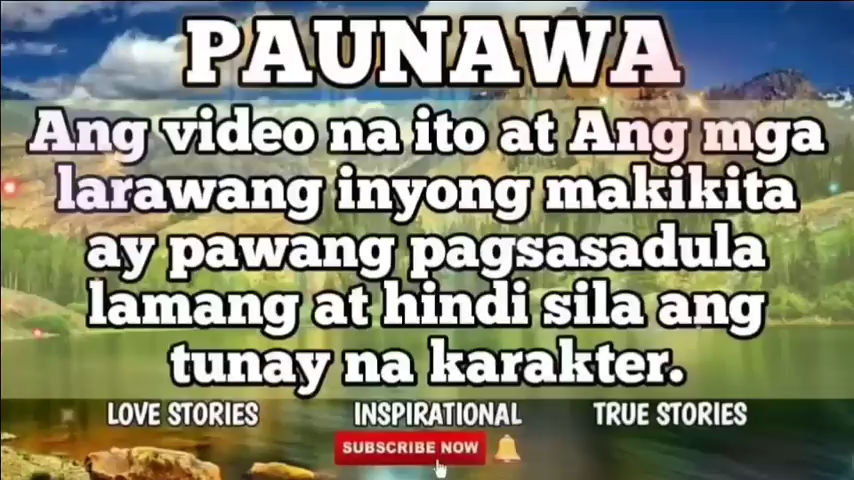 PAUNAWA
Ang video na ito at Ang mga
larawang inyong makikita
ay pawang pagsasadula
lamang at hindi sila ang
tunay na karakter.
LOVE STORIES INSPIRATIONAL TRUE STORIES
SUBSCRIBE NOW